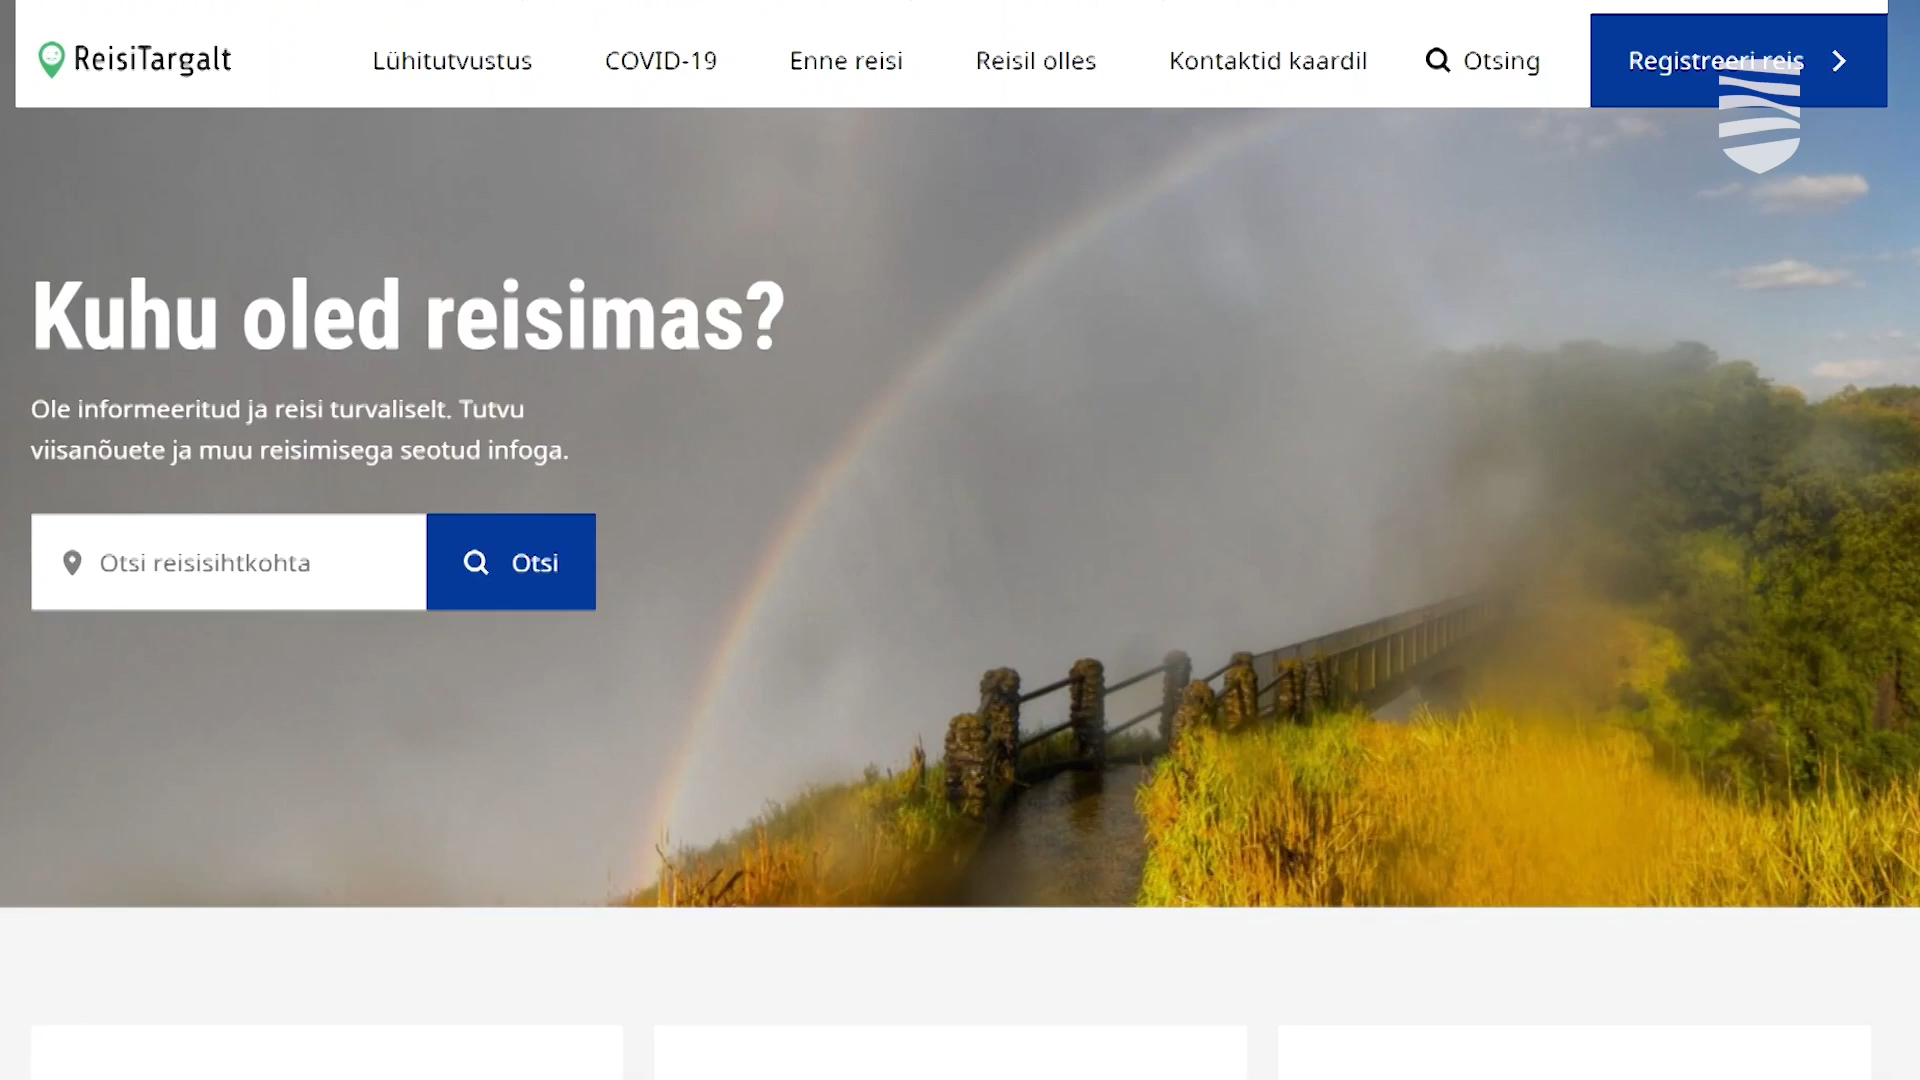 ReisiTargalt
Lühitutvustus
COVID-19
Enne reisi
Reisil olles
Kontaktid kaardil
Otsing
Registreeri reis
Kuhu oled reisimas?
Ole informeeritud ja reisi turvaliselt. Tutvu
viisanõuete ja muu reisimisega seotud infoga.
Otsi reisisihtkohta
Otsi